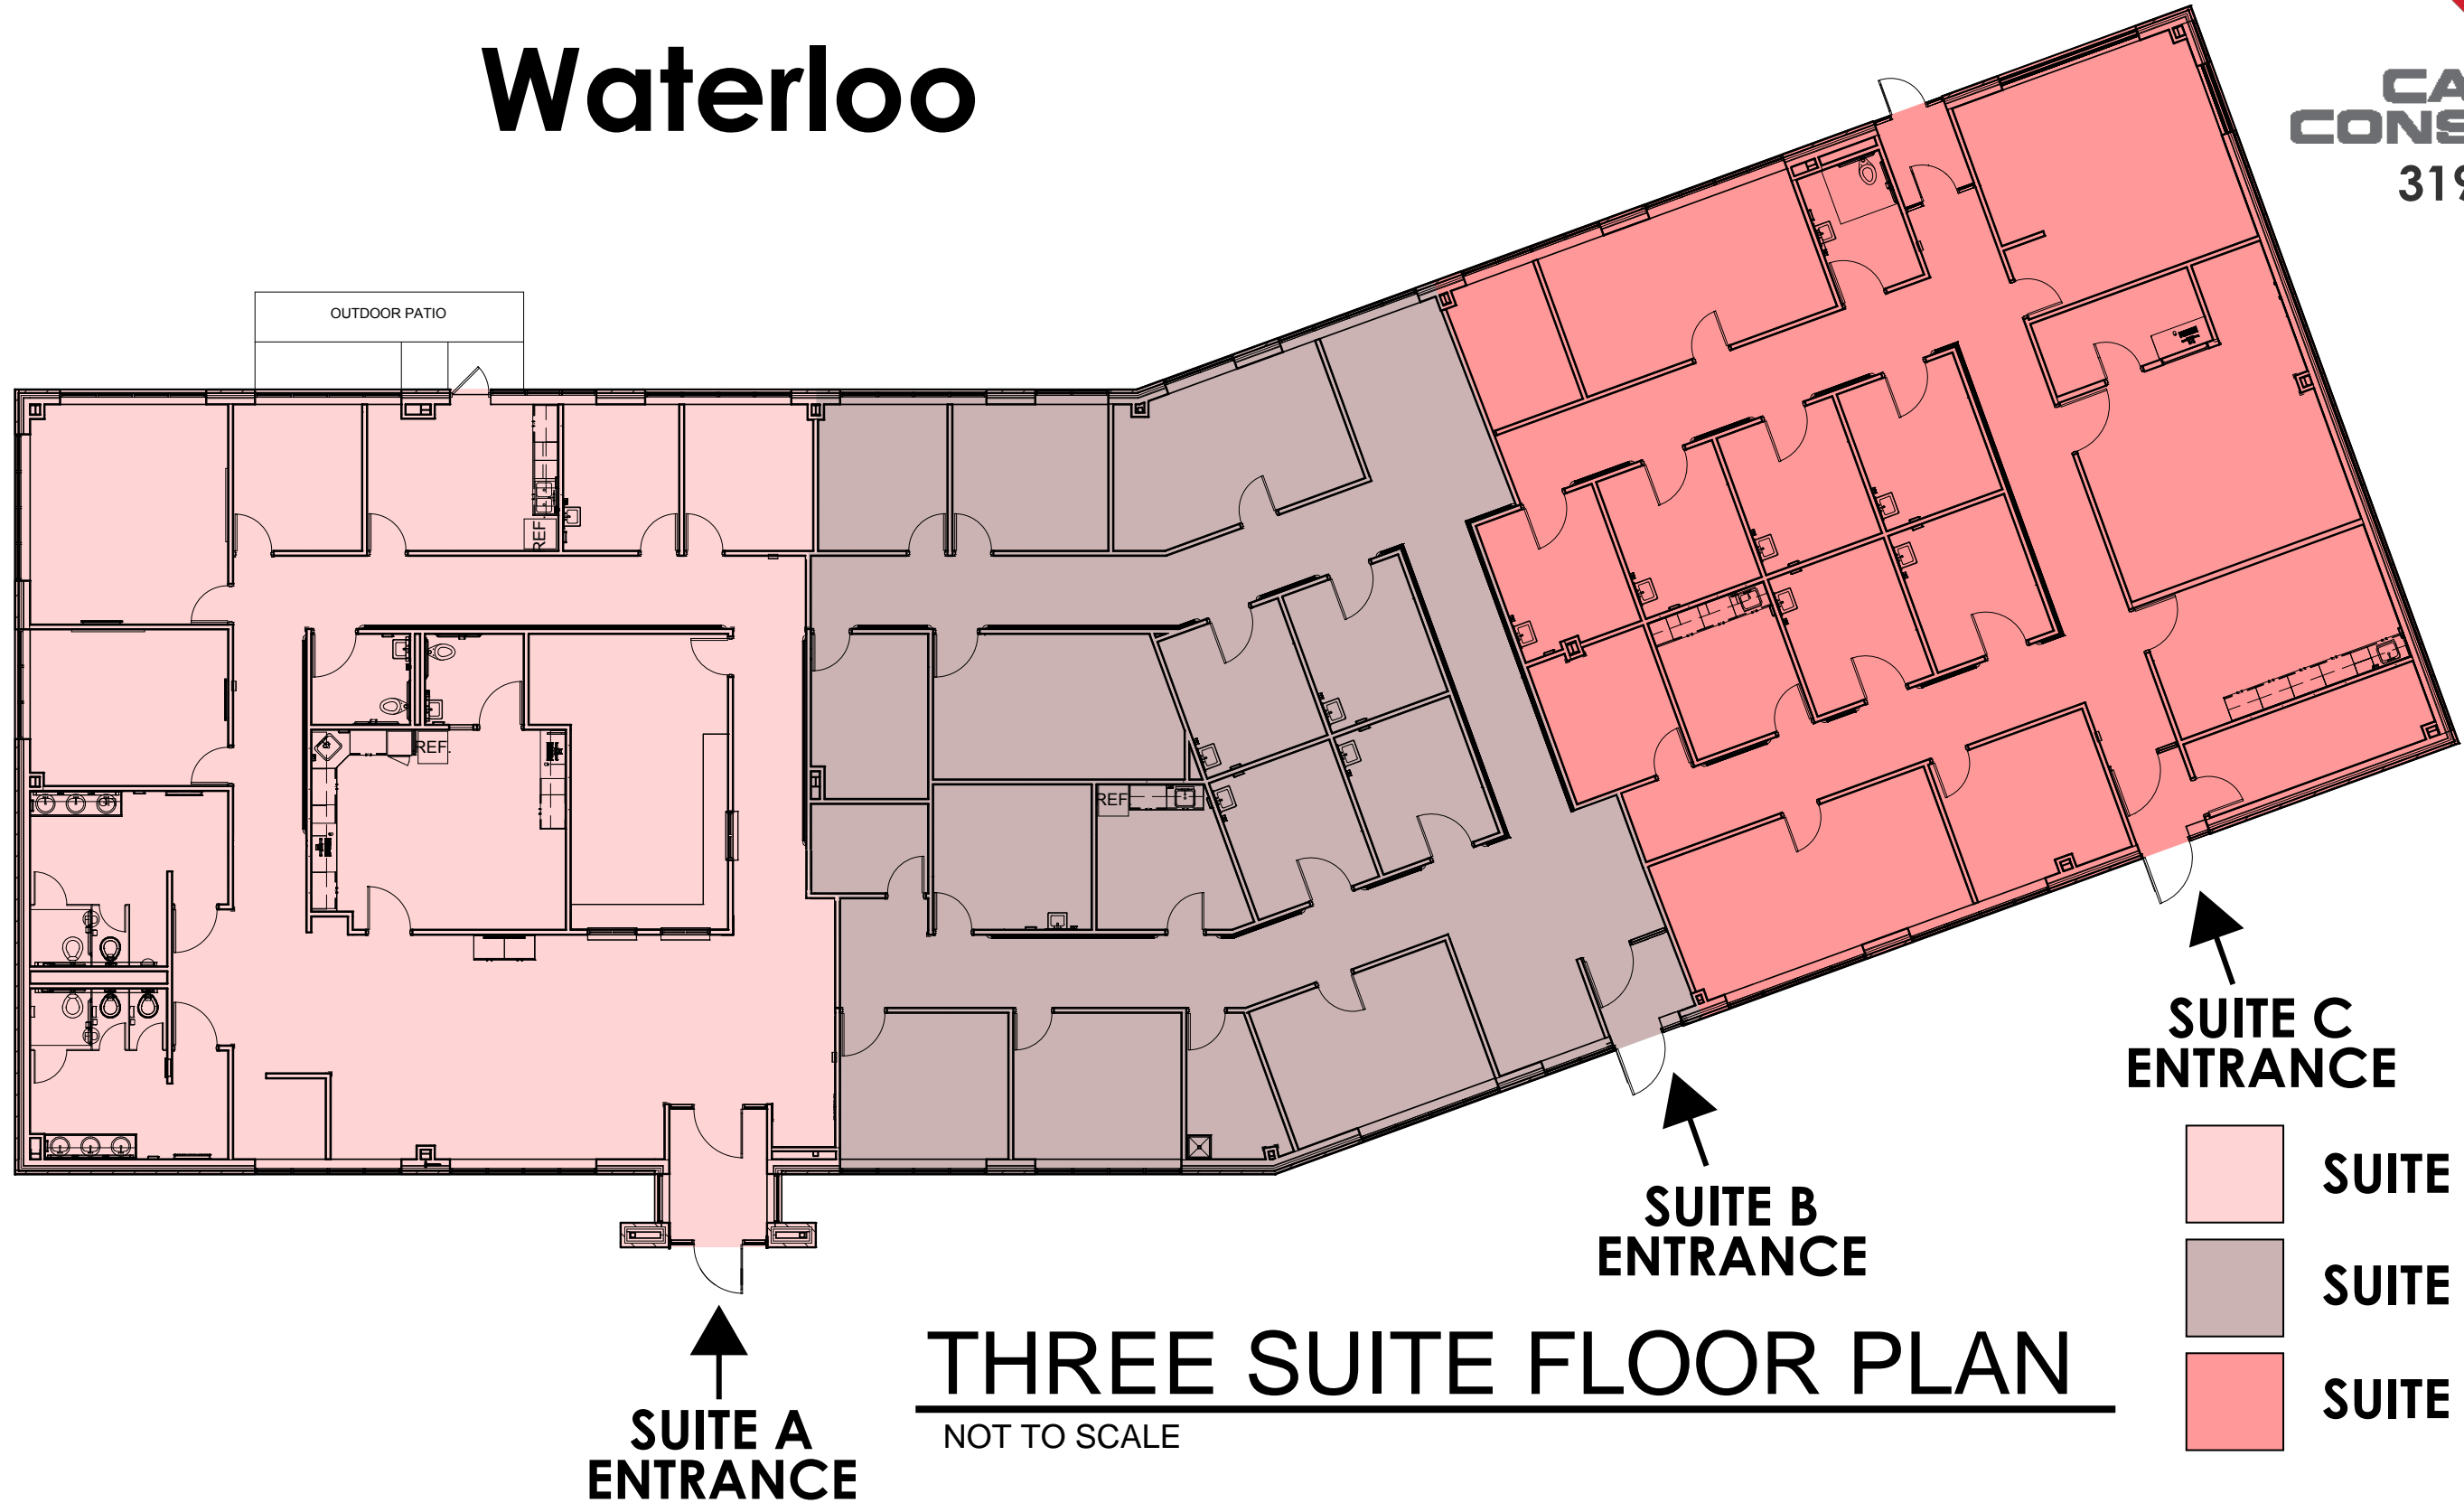 Waterloo
319
OUTDOOR PATIO
REF.
REF.
REF
SUITE C
ENTRANCE
SUITE B
ENTRANCE
SUITE
SUITE
SUITE
THREE SUITE FLOOR PLAN
NOT TO SCALE
SUITE A
ENTRANCE